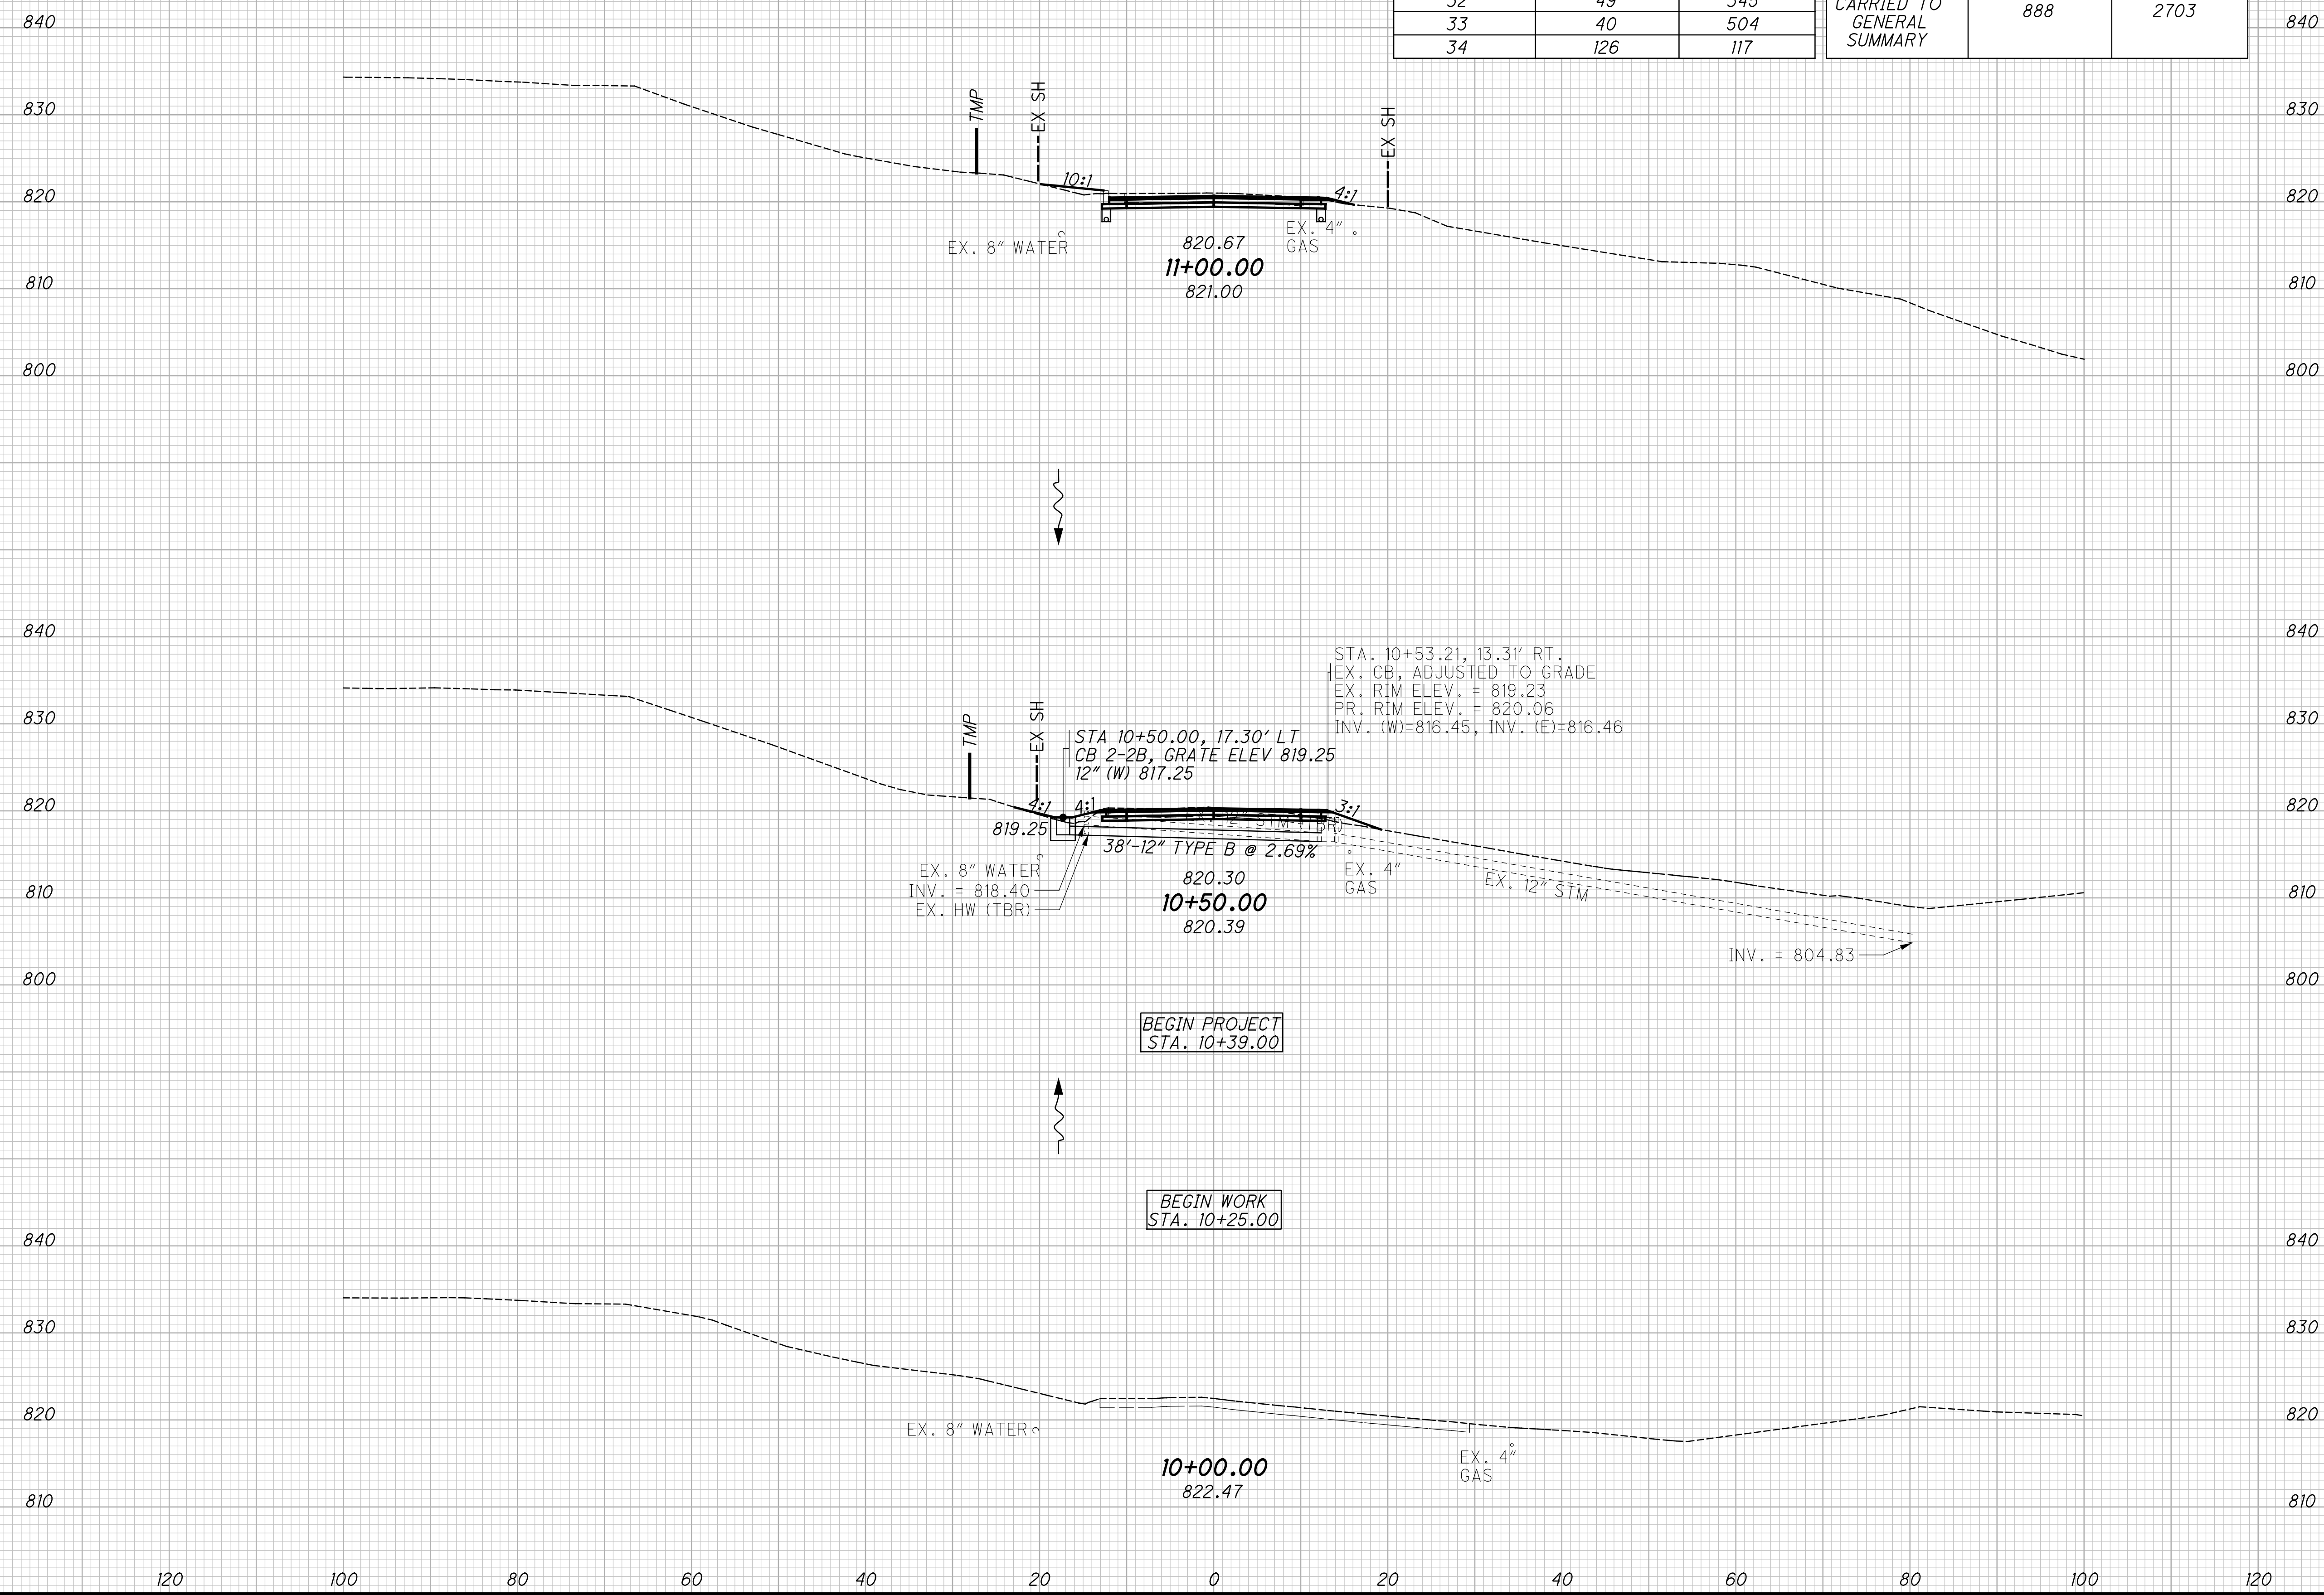 32 49 545
33 40 504
34 126 117
CARRIED TO
GENERAL
SUMMARY
888 2703
840 840
830 830
820 820
810 810
800 800
TMP
EX SH
EX SH
10:1
4:1
EX. 8" WATER
EX. 4"
GAS
820.67
11+00.00
821.00
840 840
830 830
820 820
810 810
800 800
STA. 10+53.21, 13.31' RT.
EX. CB, ADJUSTED TO GRADE
EX. RIM ELEV. = 819.23
PR. RIM ELEV. = 820.06
INV. (W)=816.45, INV. (E)=816.46
TMP
EX SH
STA 10+50.00, 17.30' LT
CB 2-2B, GRATE ELEV 819.25
12" (W) 817.25
4:1
4:1
3:1
819.25
12" STM (TBR)
38'-12" TYPE B @ 2.69%
EX. 8" WATER
INV. = 818.40
EX. HW (TBR)
EX. 4"
GAS
820.30
10+50.00
820.39
EX. 12" STM
INV. = 804.83
BEGIN PROJECT
STA. 10+39.00
BEGIN WORK
STA. 10+25.00
840 840
830 830
820 820
810 810
EX. 8" WATER
EX. 4"
GAS
10+00.00
822.47
120 100 80 60 40 20 0 20 40 60 80 100 120